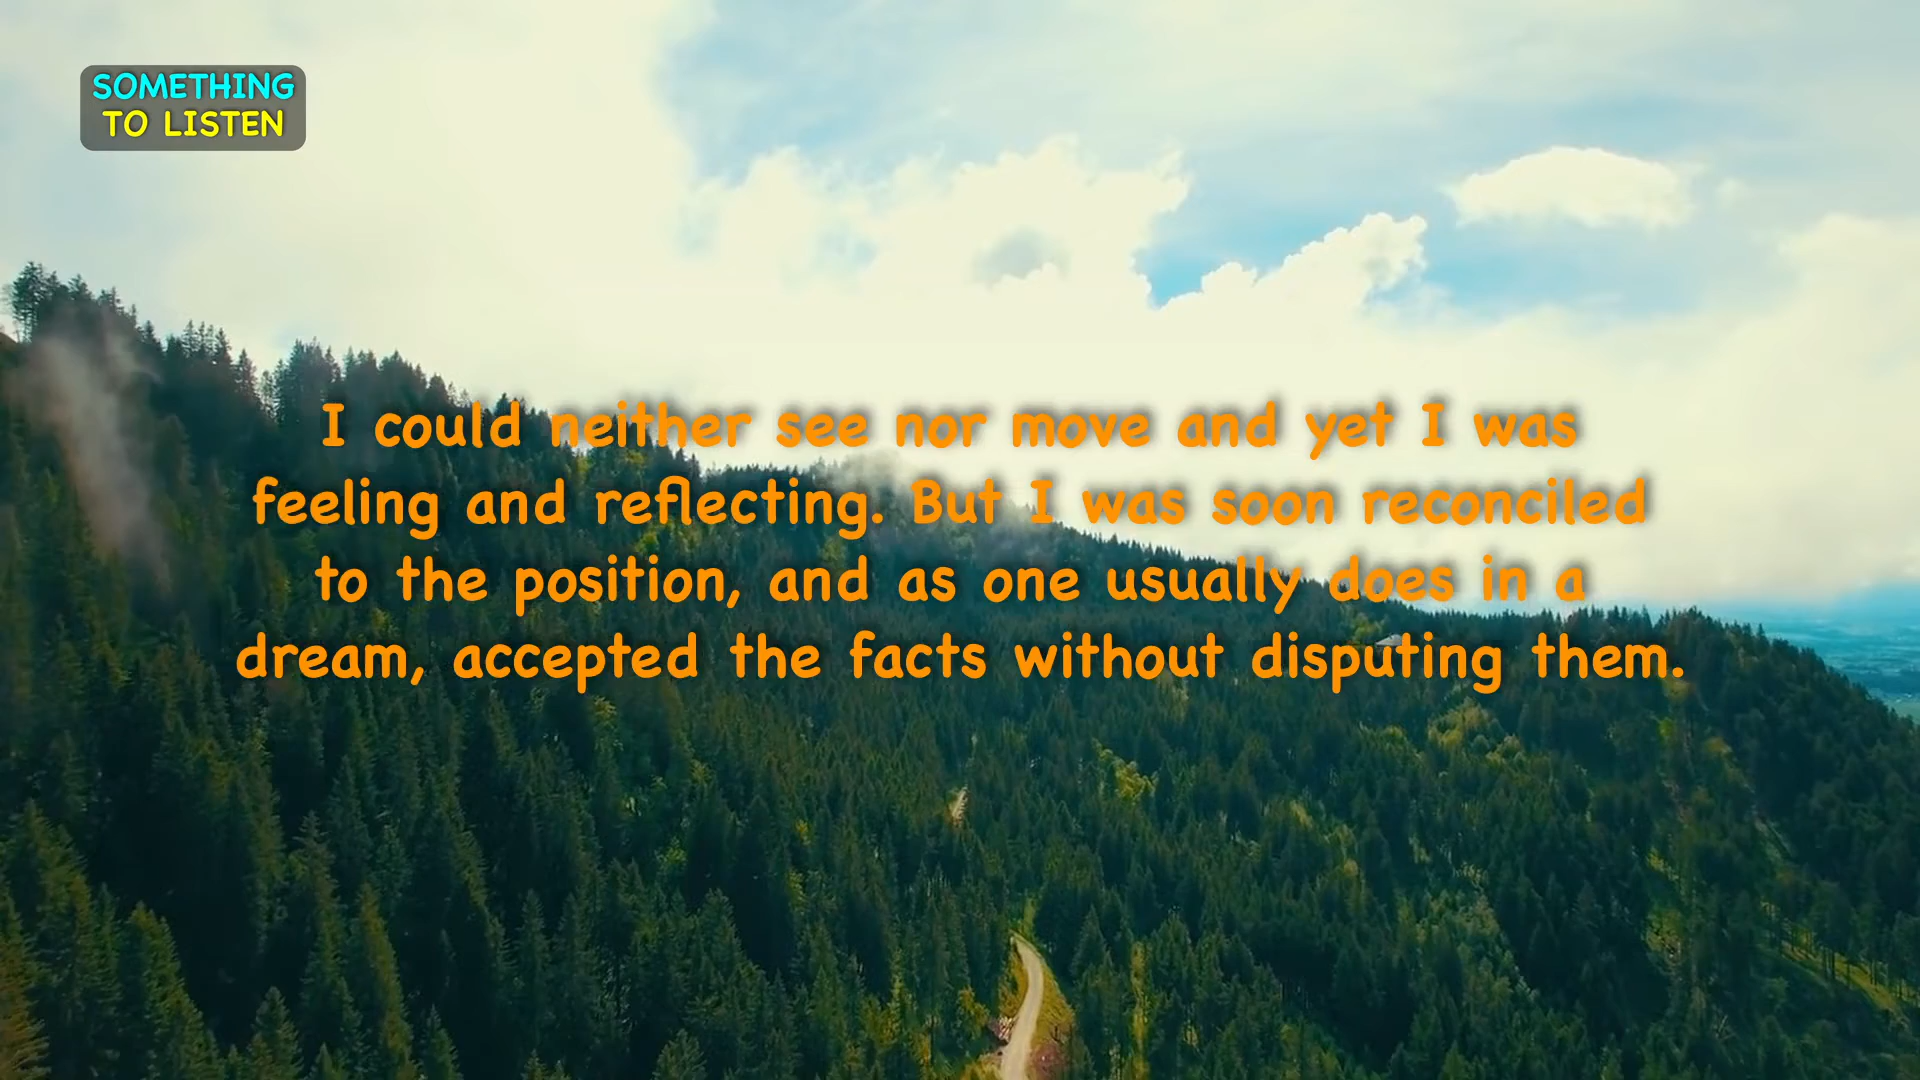 SOMETHING
TO LISTEN
I could neither see nor move and yet I was
feeling and reflecting. But I was soon reconciled
to the position, and as one usually does in a
dream, accepted the facts without disputing them.